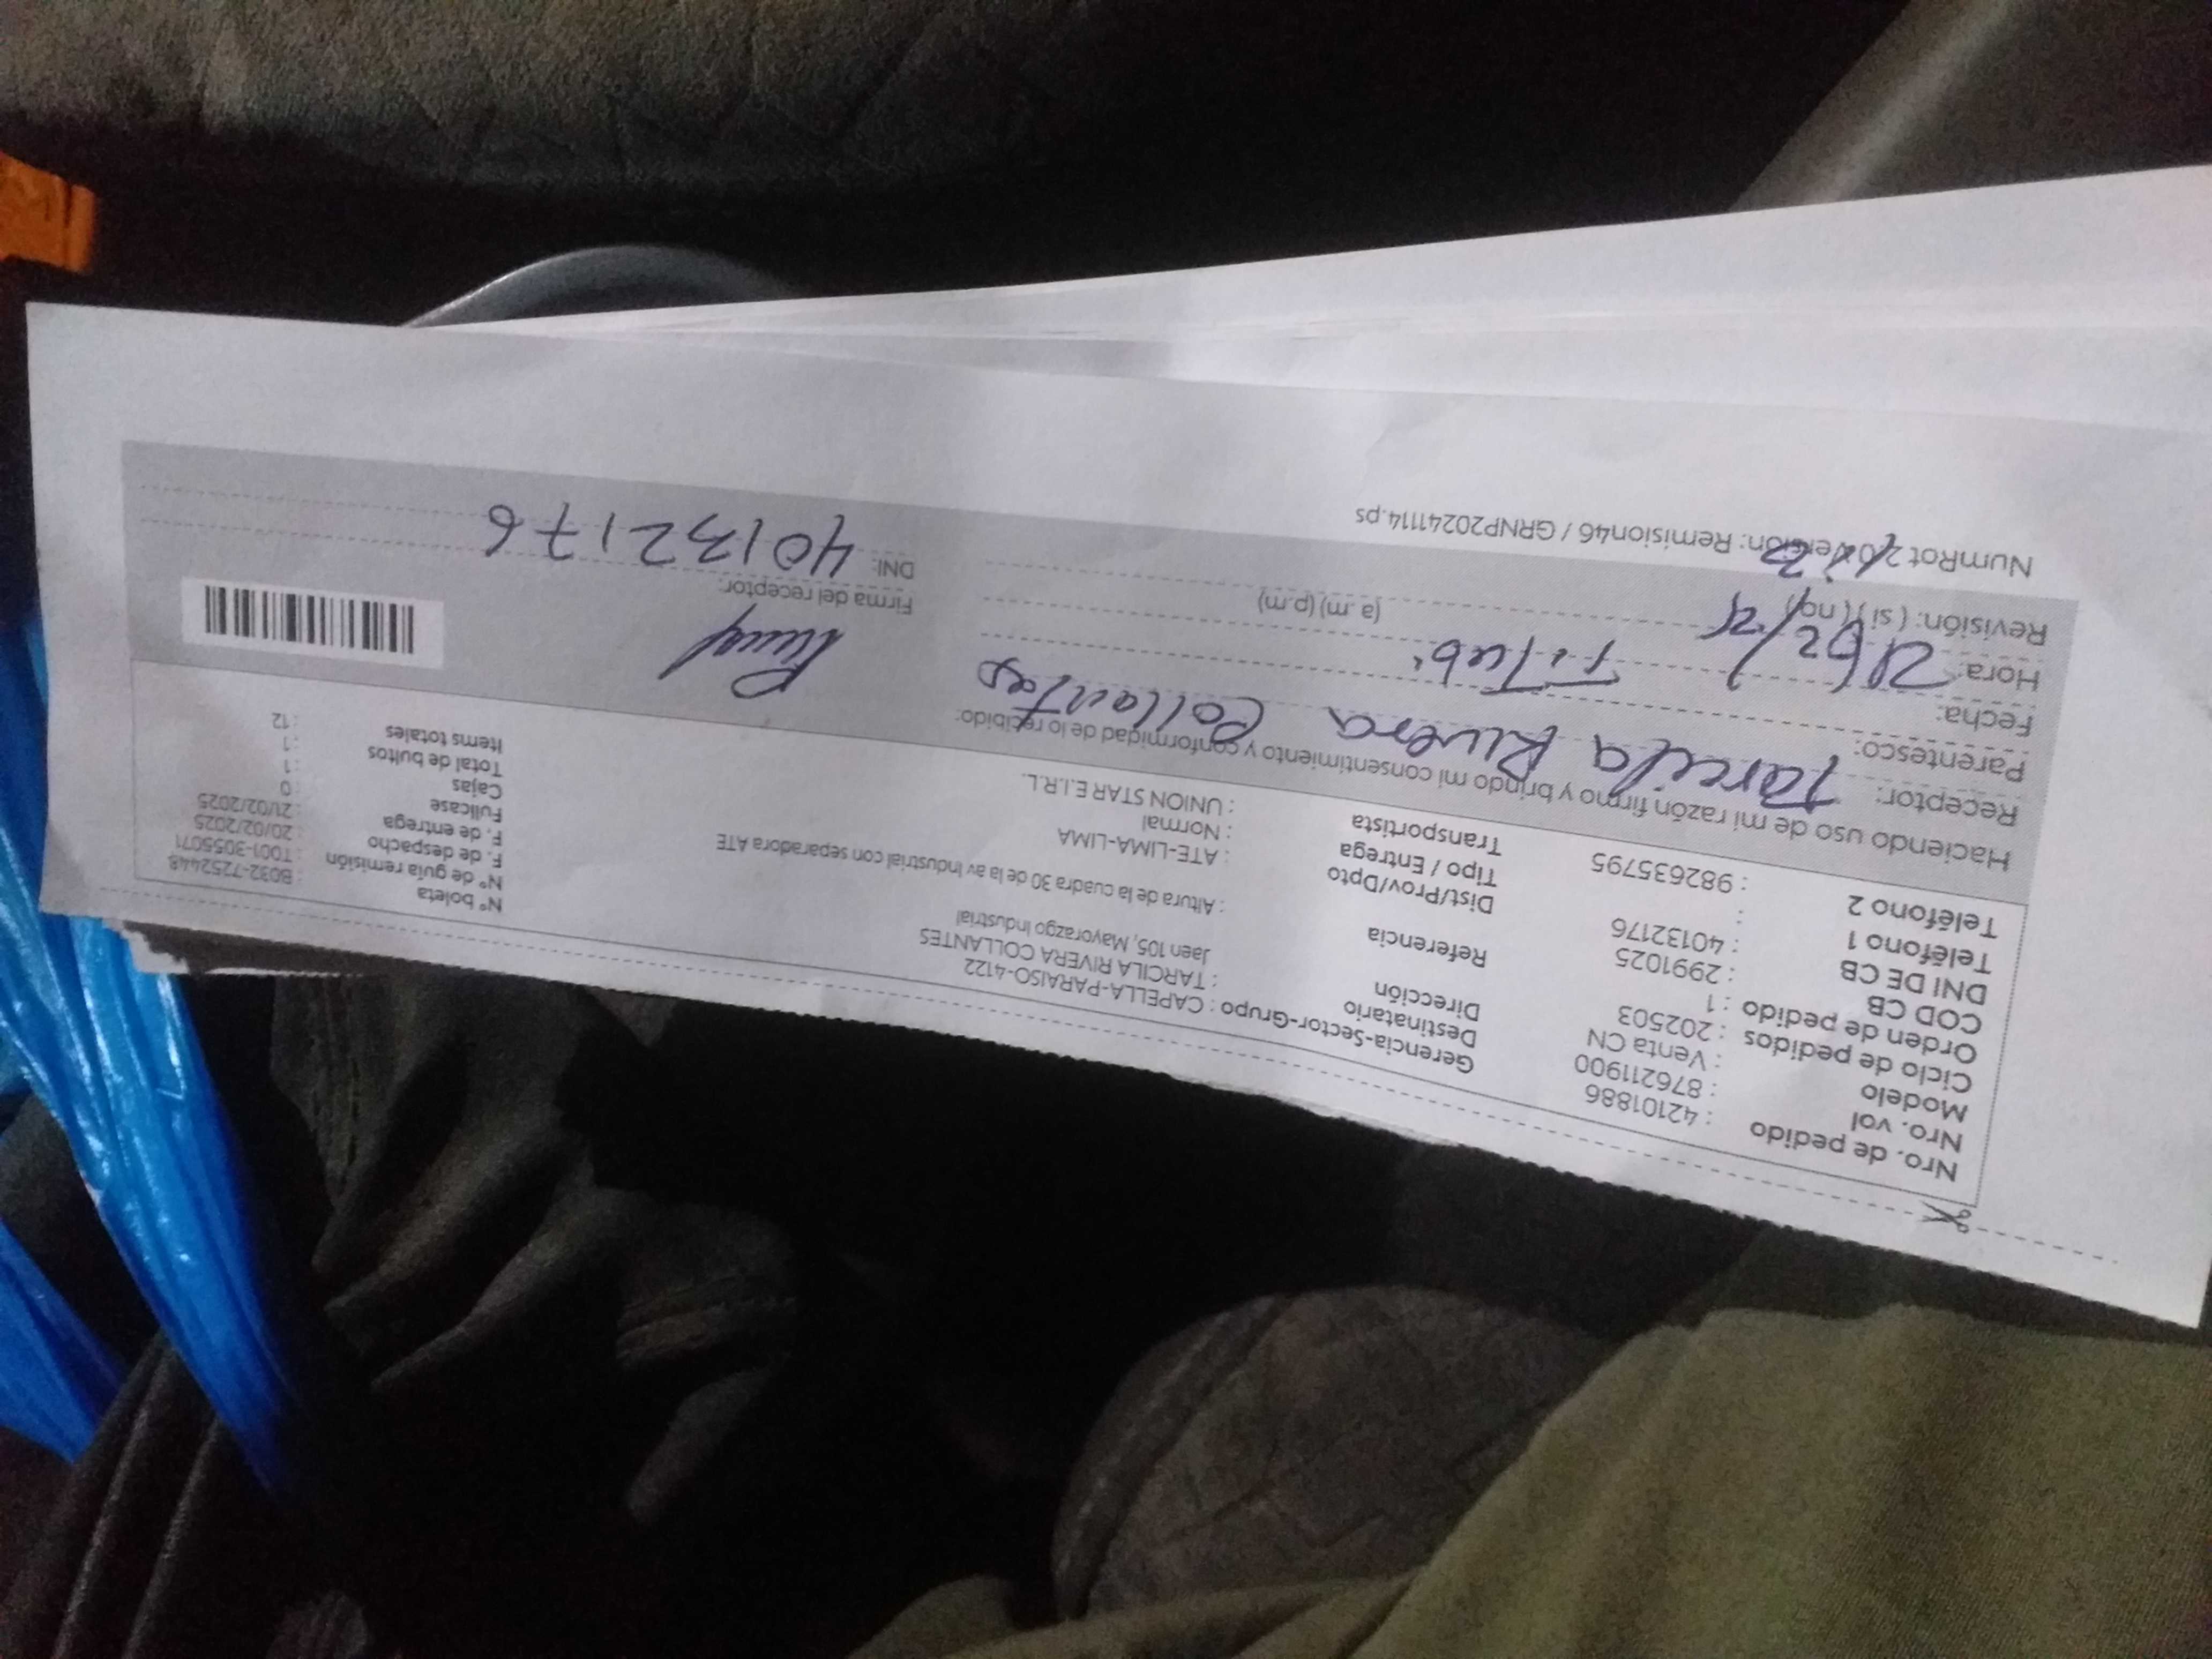 Nro. de pedido : 42101886
Nro. vol : 876211900
Modelo : Venta CN
Ciclo de pedidos : 202503
Orden de pedido : 1
COD CB : 2991025
DNI DE CB : 40132176
Teléfono 1 :
Teléfono 2 : 982635795
Gerencia-Sector-Grupo : CAPELLA-PARAISO-4122
Destinatario : TARCILA RIVERA COLLANTES
Dirección Jaen 105, Mayorazgo Industrial
Referencia : Altura de la cuadra 30 de la av Industrial con separadora ATE
Dist/Prov/Dpto : ATE-LIMA-LIMA
Tipo / Entrega : Normal
Transportista : UNION STAR E.I.R.L.
N° boleta : B032-7252448
N° de guía remisión : T001-3055071
F. de despacho : 20/02/2025
F. de entrega : 21/02/2025
Fullcase : 0
Cajas : 1
Total de bultos : 1
Items totales : 12
Haciendo uso de mi razón firmo y brindo mi consentimiento y conformidad de lo recibido:
Receptor: Tarcila Rivera Collantes
Parentesco:
Fecha:
Hora: (a.m) (p.m)
Revisión: ( si ) ( no )
Firma del receptor:
DNI: 40132176
NumRot 2.0 Versión: Remision46 / GRNP20241114.ps